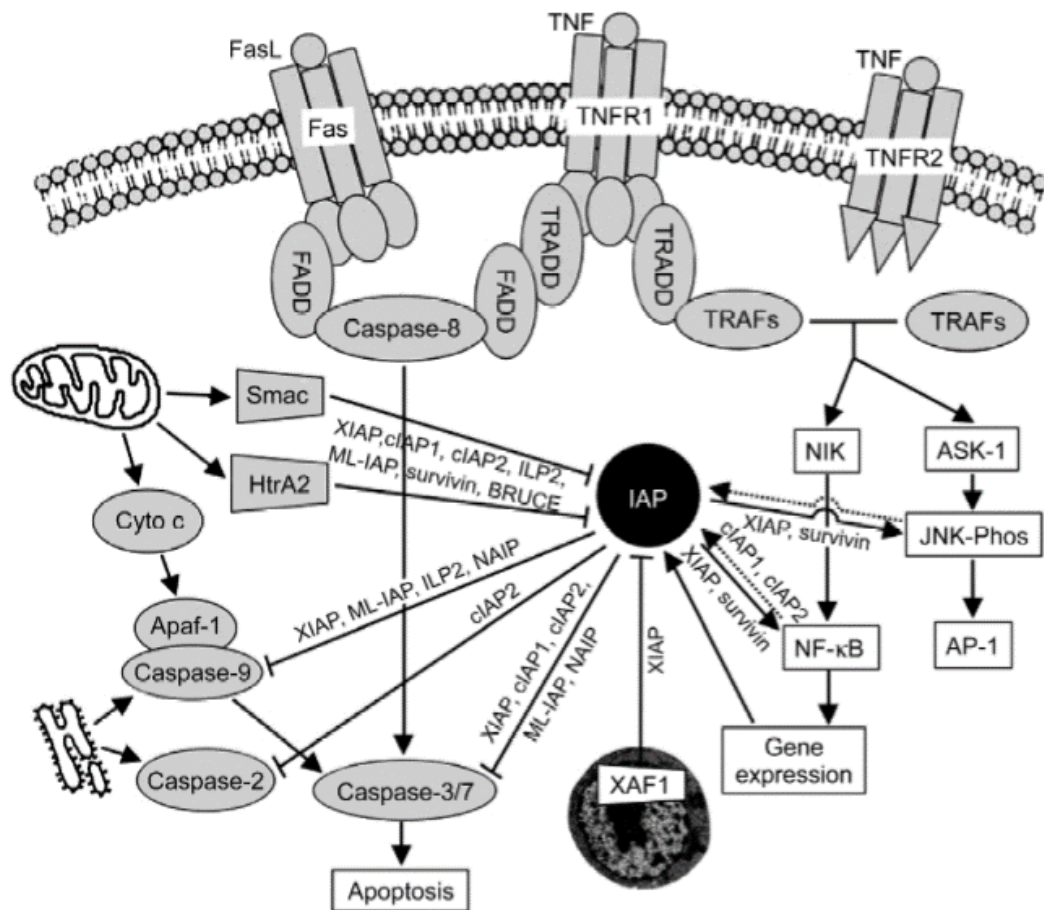 TNF
FasL
TNF
Fas
TNFR1
TNFR2
FADD
FADD
TRADD
TRADD
Caspase-8
TRAFs
TRAFs
Smac
HtrA2
XIAP,cIAP1, cIAP2, ILP2,
ML-IAP, survivin, BRUCE
IAP
NIK
ASK-1
Cyto c
XIAP, survivin
JNK-Phos
cIAP1, cIAP2
XIAP, survivin
XIAP, ML-IAP, ILP2, NAIP
cIAP2
XIAP, cIAP1, cIAP2,
ML-IAP, NAIP
XIAP
Apaf-1
Caspase-9
NF-κB
AP-1
Caspase-2
Caspase-3/7
XAF1
Gene
expression
Apoptosis